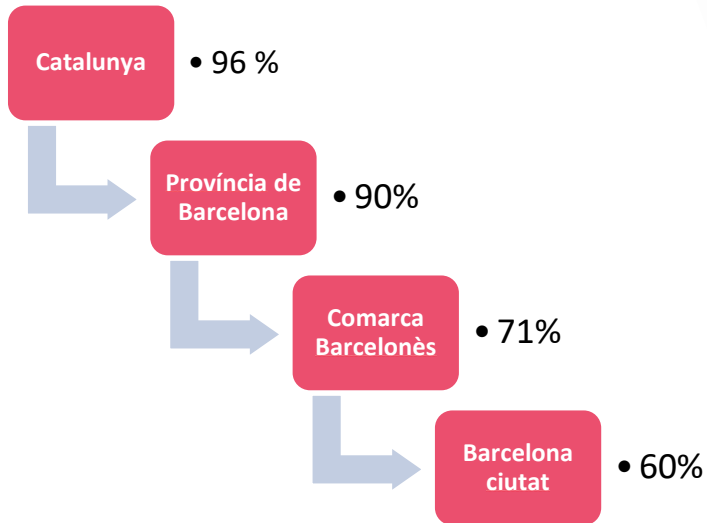 Catalunya
• 96 %
Província de
Barcelona
• 90%
Comarca
Barcelonès
• 71%
Barcelona
ciutat
• 60%